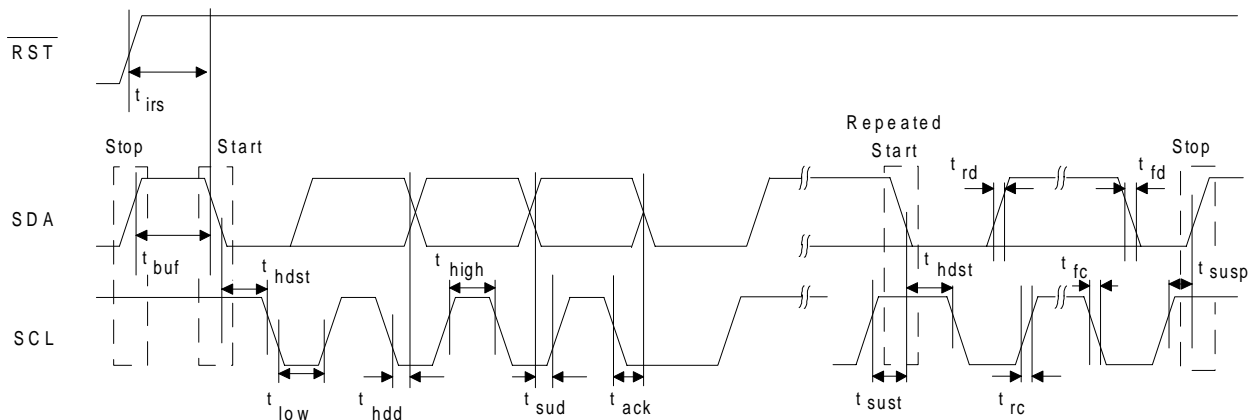 RST
t irs
Repeated
Stop
Start
Start
Stop
t rd
t fd
SDA
t buf
t hdst
t high
t hdst
t fc
t susp
SCL
t low
t hdd
t sud
t ack
t sust
t rc